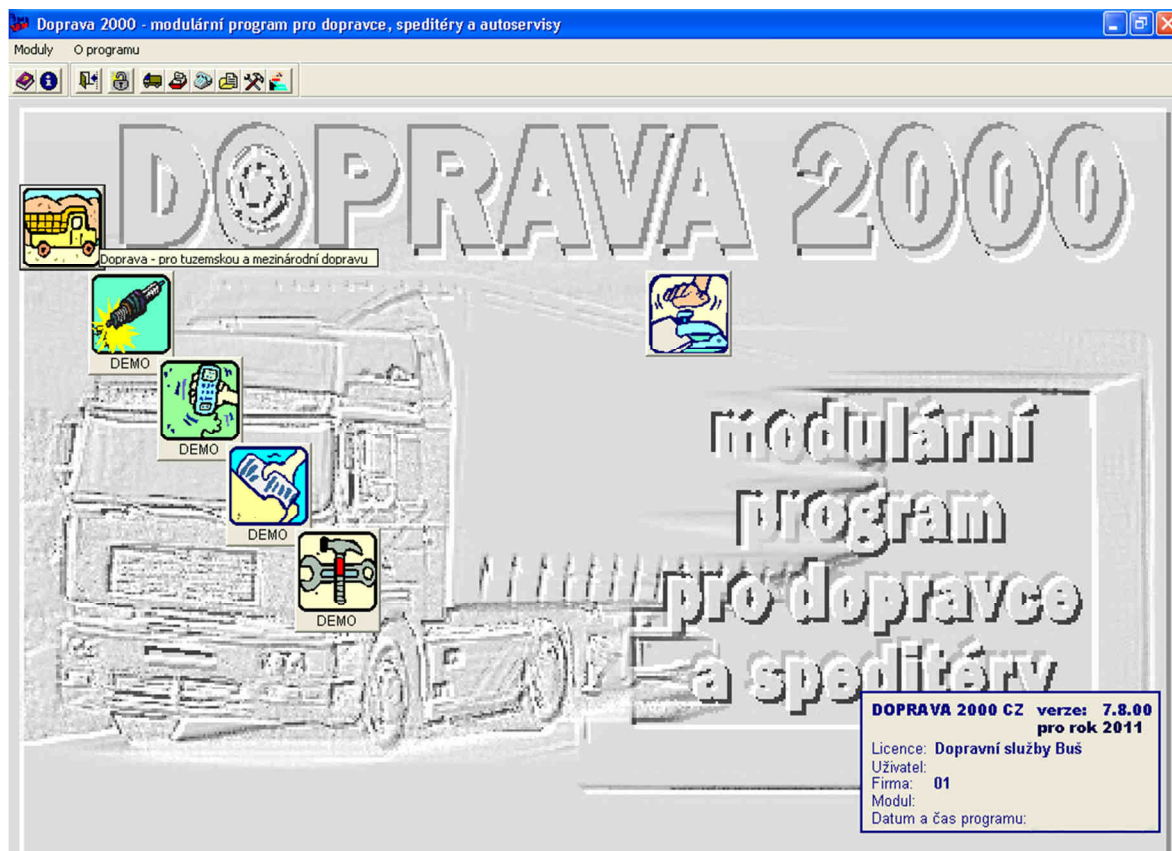 Doprava 2000 - modulární program pro dopravce, speditéry a autoservisy
Moduly O programu
DOPRAVA 2000
Doprava - pro tuzemskou a mezinárodní dopravu
DEMO
DEMO
DEMO
DEMO
modulární
program
pro dopravce
a speditéry
DOPRAVA 2000 CZ verze: 7.8.00
pro rok 2011
Licence: Dopravní služby Buš
Uživatel:
Firma: 01
Modul:
Datum a čas programu: